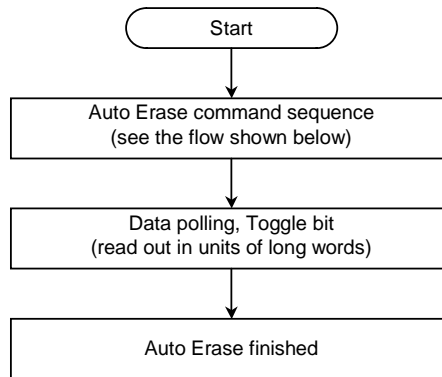 Start
Auto Erase command sequence
(see the flow shown below)
Data polling, Toggle bit
(read out in units of long words)
Auto Erase finished